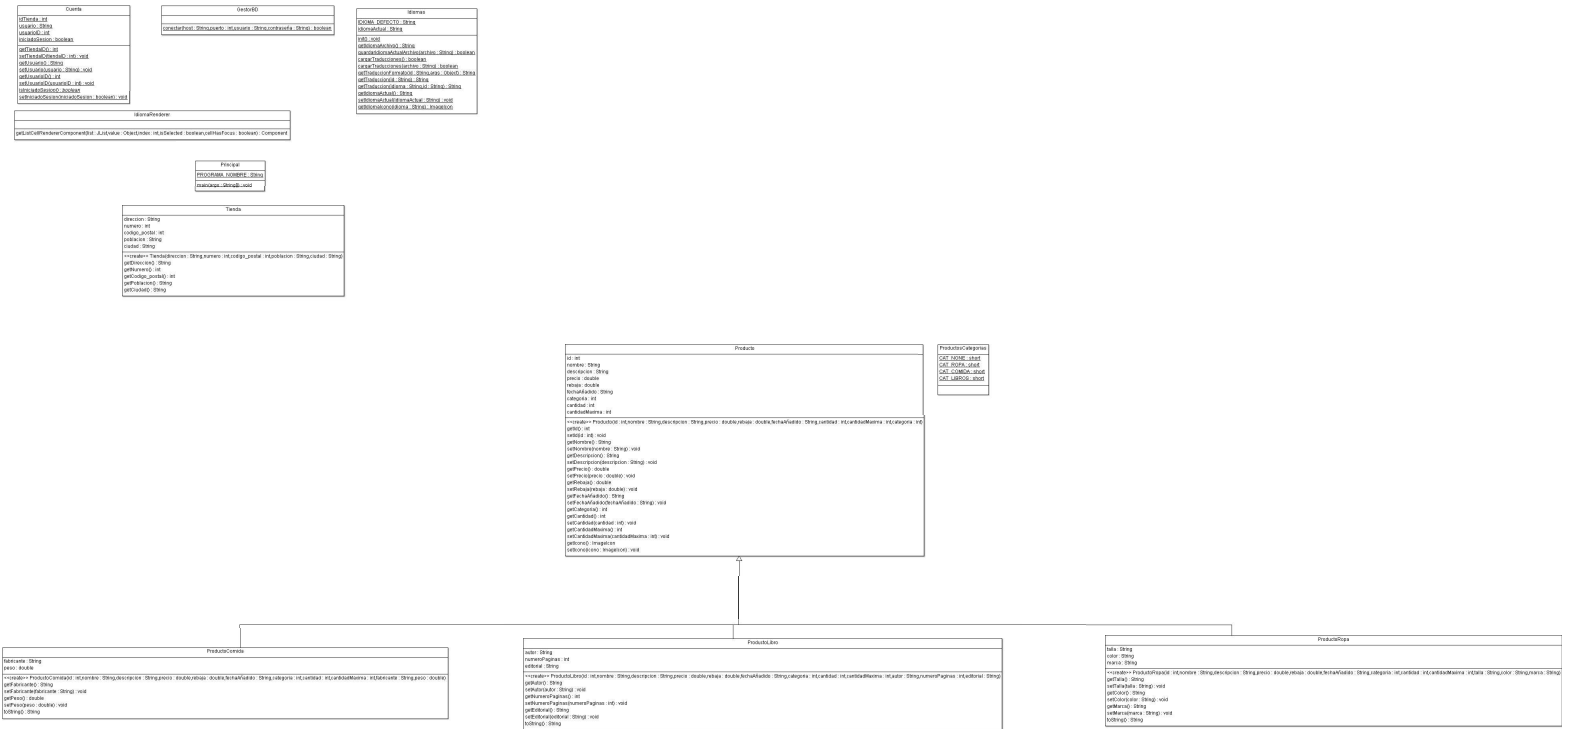 Cuenta
idTienda : int
usuario : String
usuarioID : int
iniciadoSesion : boolean
getTiendaID() : int
setTiendaID(tiendaID : int) : void
getUsuario() : String
setUsuario(usuario : String) : void
getUsuarioID() : int
setUsuarioID(usuarioID : int) : void
isIniciadoSesion() : boolean
setIniciadoSesion(iniciadoSesion : boolean) : void
GestorBD
conectar(host : String,puerto : int,usuario : String,contraseña : String) : boolean
Idiomas
IDIOMA_DEFECTO : String
idiomaActual : String
init() : void
getIdiomaArchivo() : String
guardarIdiomaActualArchivo(archivo : String) : boolean
cargarTraducciones() : boolean
cargarTraducciones(archivo : String) : boolean
getTraduccionFormato(id : String,args : Object) : String
getTraduccion(id : String) : String
getTraduccion(idioma : String,id : String) : String
getIdiomaActual() : String
setIdiomaActual(idiomaActual : String) : void
getIdiomaIcono(idioma : String) : ImageIcon
IdiomaRenderer
getListCellRendererComponent(list : JList,value : Object,index : int,isSelected : boolean,cellHasFocus : boolean) : Component
Principal
PROGRAMA_NOMBRE : String
main(args : String[]) : void
Tienda
direccion : String
numero : int
codigo_postal : int
poblacion : String
ciudad : String
<<create>> Tienda(direccion : String,numero : int,codigo_postal : int,poblacion : String,ciudad : String)
getDireccion() : String
getNumero() : int
getCodigo_postal() : int
getPoblacion() : String
getCiudad() : String
Producto
id : int
nombre : String
descripcion : String
precio : double
rebaja : double
fechaAñadido : String
categoria : int
cantidad : int
cantidadMaxima : int
<<create>> Producto(id : int,nombre : String,descripcion : String,precio : double,rebaja : double,fechaAñadido : String,cantidad : int,cantidadMaxima : int,categoria : int)
getId() : int
setId(id : int) : void
getNombre() : String
setNombre(nombre : String) : void
getDescripcion() : String
setDescripcion(descripcion : String) : void
getPrecio() : double
setPrecio(precio : double) : void
getRebaja() : double
setRebaja(rebaja : double) : void
getFechaAñadido() : String
setFechaAñadido(fechaAñadido : String) : void
getCategoria() : int
getCantidad() : int
setCantidad(cantidad : int) : void
getCantidadMaxima() : int
setCantidadMaxima(cantidadMaxima : int) : void
getIcono() : ImageIcon
setIcono(icono : ImageIcon) : void
ProductosCategorias
CAT_NONE : short
CAT_ROPA : short
CAT_COMIDA : short
CAT_LIBROS : short
ProductoComida
fabricante : String
peso : double
<<create>> ProductoComida(id : int,nombre : String,descripcion : String,precio : double,rebaja : double,fechaAñadido : String,categoria : int,cantidad : int,cantidadMaxima : int,fabricante : String,peso : double)
getFabricante() : String
setFabricante(fabricante : String) : void
getPeso() : double
setPeso(peso : double) : void
toString() : String
ProductoLibro
autor : String
numeroPaginas : int
editorial : String
<<create>> ProductoLibro(id : int,nombre : String,descripcion : String,precio : double,rebaja : double,fechaAñadido : String,categoria : int,cantidad : int,cantidadMaxima : int,autor : String,numeroPaginas : int,editorial : String)
getAutor() : String
setAutor(autor : String) : void
getNumeroPaginas() : int
setNumeroPaginas(numeroPaginas : int) : void
getEditorial() : String
setEditorial(editorial : String) : void
toString() : String
ProductoRopa
talla : String
color : String
marca : String
<<create>> ProductoRopa(id : int,nombre : String,descripcion : String,precio : double,rebaja : double,fechaAñadido : String,categoria : int,cantidad : int,cantidadMaxima : int,talla : String,color : String,marca : String)
getTalla() : String
setTalla(talla : String) : void
getColor() : String
setColor(color : String) : void
getMarca() : String
setMarca(marca : String) : void
toString() : String